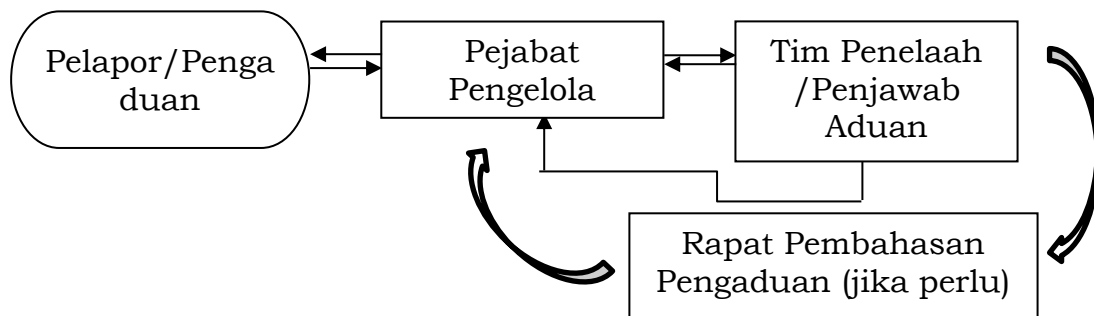 Pelapor/Penga
duan
Pejabat
Pengelola
Tim Penelaah
/Penjawab
Aduan
Rapat Pembahasan
Pengaduan (jika perlu)